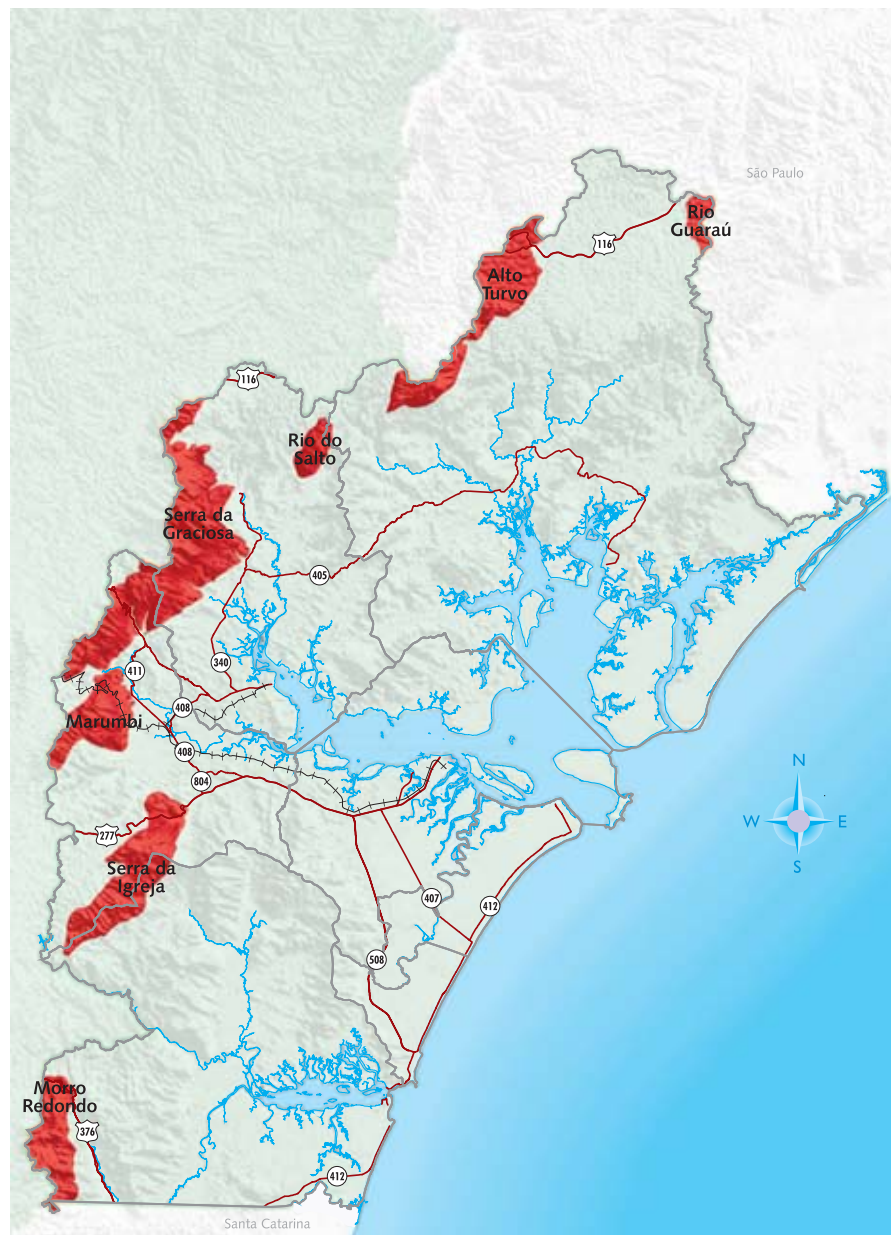 São Paulo
Rio
Guaraú
116
Alto
Turvo
116
Rio do
Salto
Serra da
Graciosa
405
340
411
408
Marumbi
408
804
N
W
E
S
277
Serra da
Igreja
407
412
508
Morro
Redondo
376
412
Santa Catarina